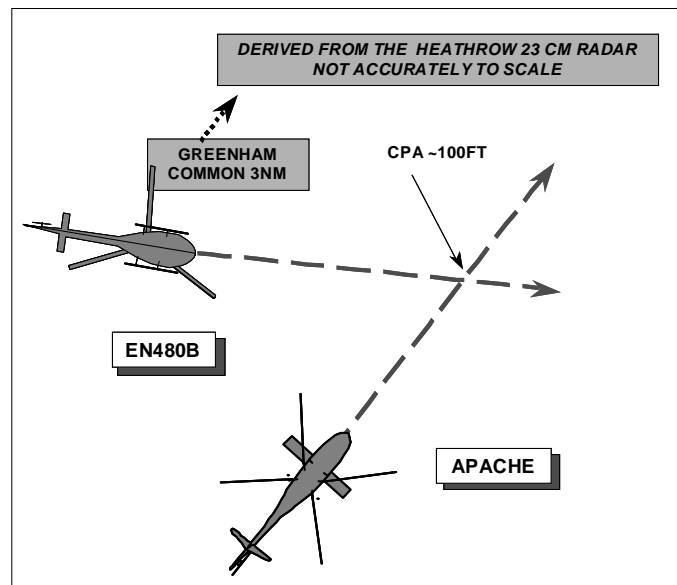 DERIVED FROM THE HEATHROW 23 CM RADAR
NOT ACCURATELY TO SCALE
GREENHAM
COMMON 3NM
CPA ~100FT
EN480B
APACHE